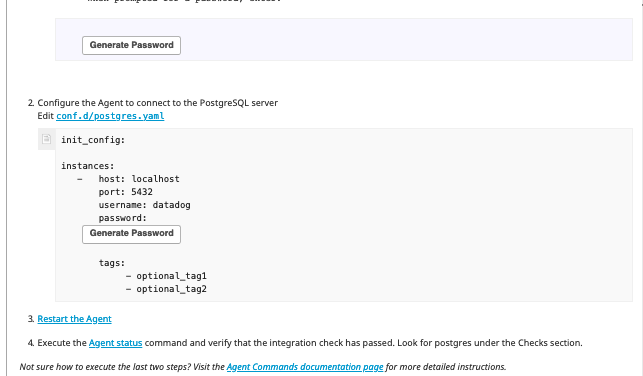 Generate Password
2. Configure the Agent to connect to the PostgreSQL server
Edit conf.d/postgres.yaml
init_config:
instances:
- host: localhost
port: 5432
username: datadog
password:
Generate Password
tags:
- optional_tag1
- optional_tag2
3. Restart the Agent
4. Execute the Agent status command and verify that the integration check has passed. Look for postgres under the Checks section.
Not sure how to execute the last two steps? Visit the Agent Commands documentation page for more detailed instructions.